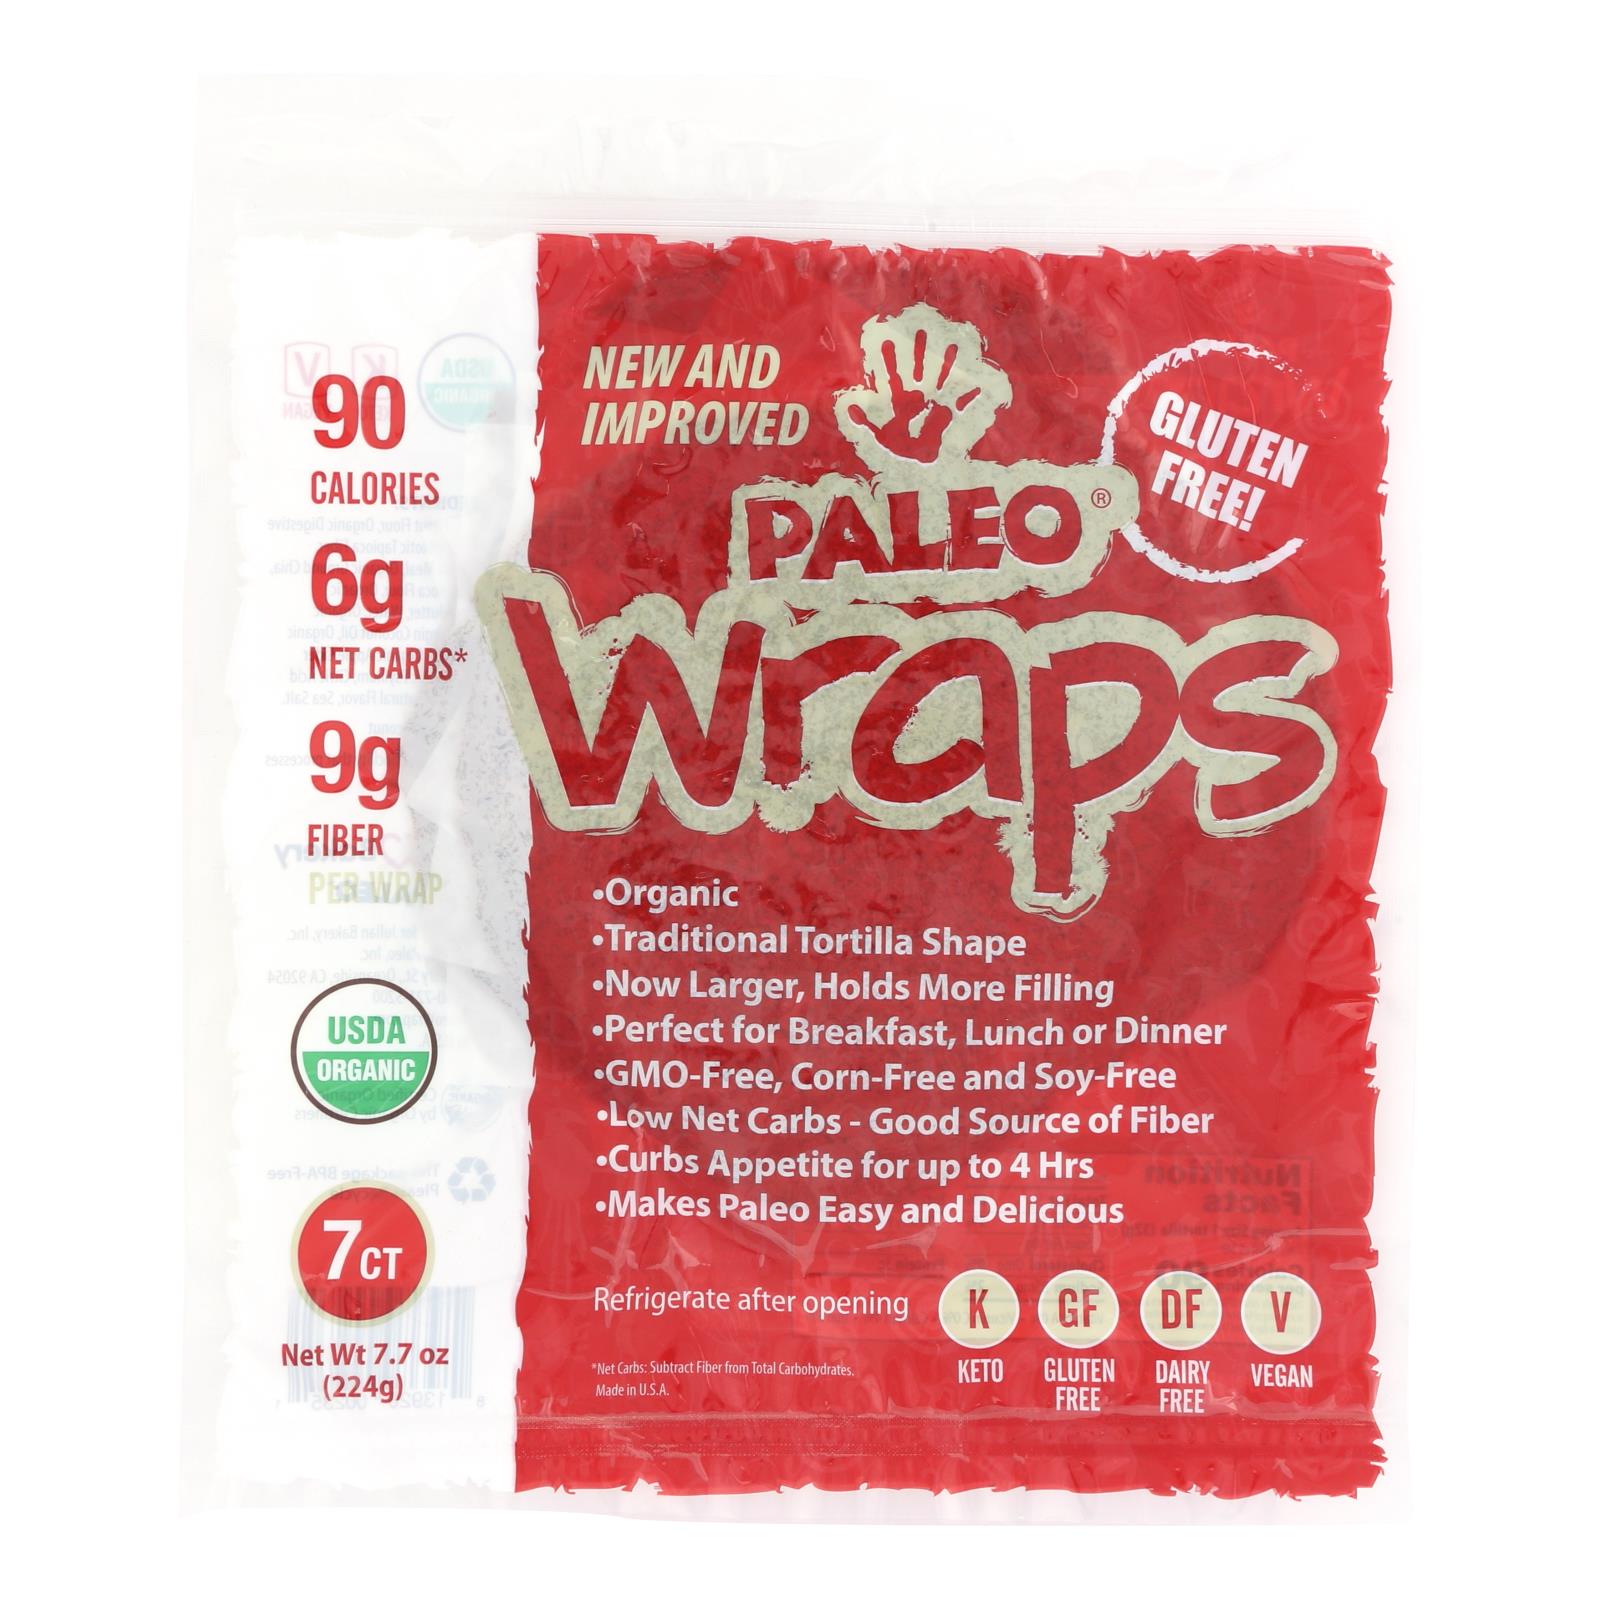 90
CALORIES
6g
NET CARBS*
9g
FIBER
PER WRAP
USDA
ORGANIC
7CT
Net Wt 7.7 oz
(224g)
NEW AND
IMPROVED
PALEO®
Wraps
GLUTEN
FREE!
•Organic
•Traditional Tortilla Shape
•Now Larger, Holds More Filling
•Perfect for Breakfast, Lunch or Dinner
•GMO-Free, Corn-Free and Soy-Free
•Low Net Carbs - Good Source of Fiber
•Curbs Appetite for up to 4 Hrs
•Makes Paleo Easy and Delicious
Refrigerate after opening
K GF DF V
KETO GLUTEN FREE DAIRY FREE VEGAN
*Net Carbs: Subtract Fiber from Total Carbohydrates.
Made in U.S.A.